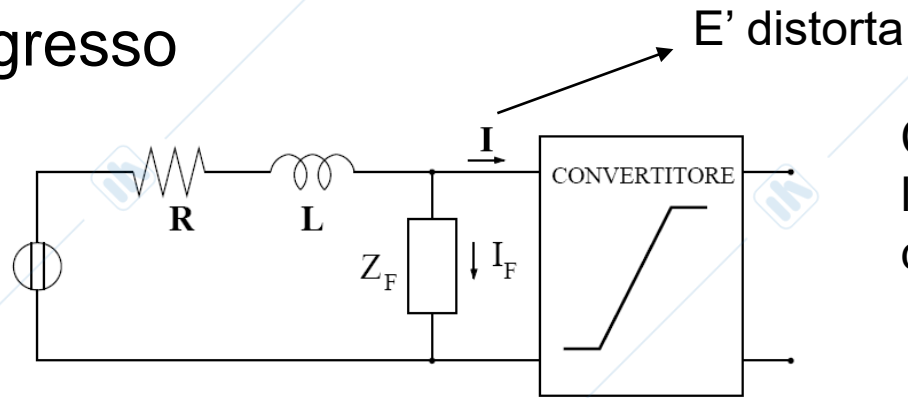 gresso
E' distorta
I
CONVERTITORE
R
L
Z_F
I_F